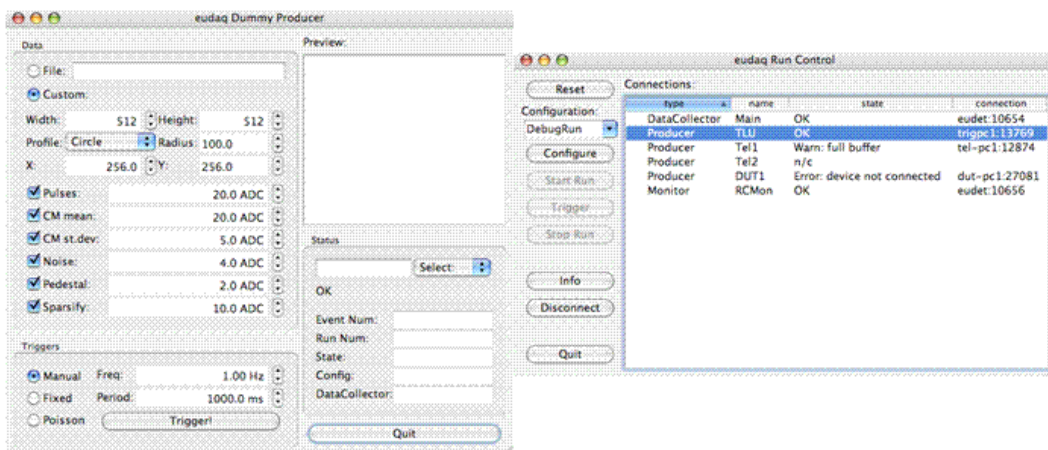 eudaq Dummy Producer
Data
File:
Custom:
Width: 512 Height: 512
Profile: Circle Radius: 100.0
X: 256.0 Y: 256.0
Pulses: 20.0 ADC
CM mean: 20.0 ADC
CM st.dev: 5.0 ADC
Noise: 4.0 ADC
Pedestal: 2.0 ADC
Sparsify: 10.0 ADC
Triggers
Manual Freq: 1.00 Hz
Fixed Period: 1000.0 ms
Poisson Trigger!
Preview:
Status
Select:
OK
Event Num:
Run Num:
State:
Config:
DataCollector:
Quit
eudaq Run Control
Reset
Configuration:
DebugRun
Configure
Start Run
Trigger
Stop Run
Info
Disconnect
Quit
Connections:
type name state connection
DataCollector Main OK eudet:10654
Producer TLU OK trigpc1:13769
Producer Tel1 Warn: full buffer tel-pc1:12874
Producer Tel2 n/c
Producer DUT1 Error: device not connected dut-pc1:27081
Monitor RCMon OK eudet:10656